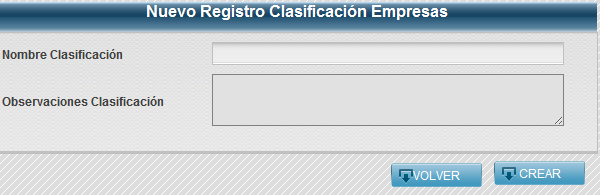 Nuevo Registro Clasificación Empresas
Nombre Clasificación
Observaciones Clasificación
VOLVER CREAR